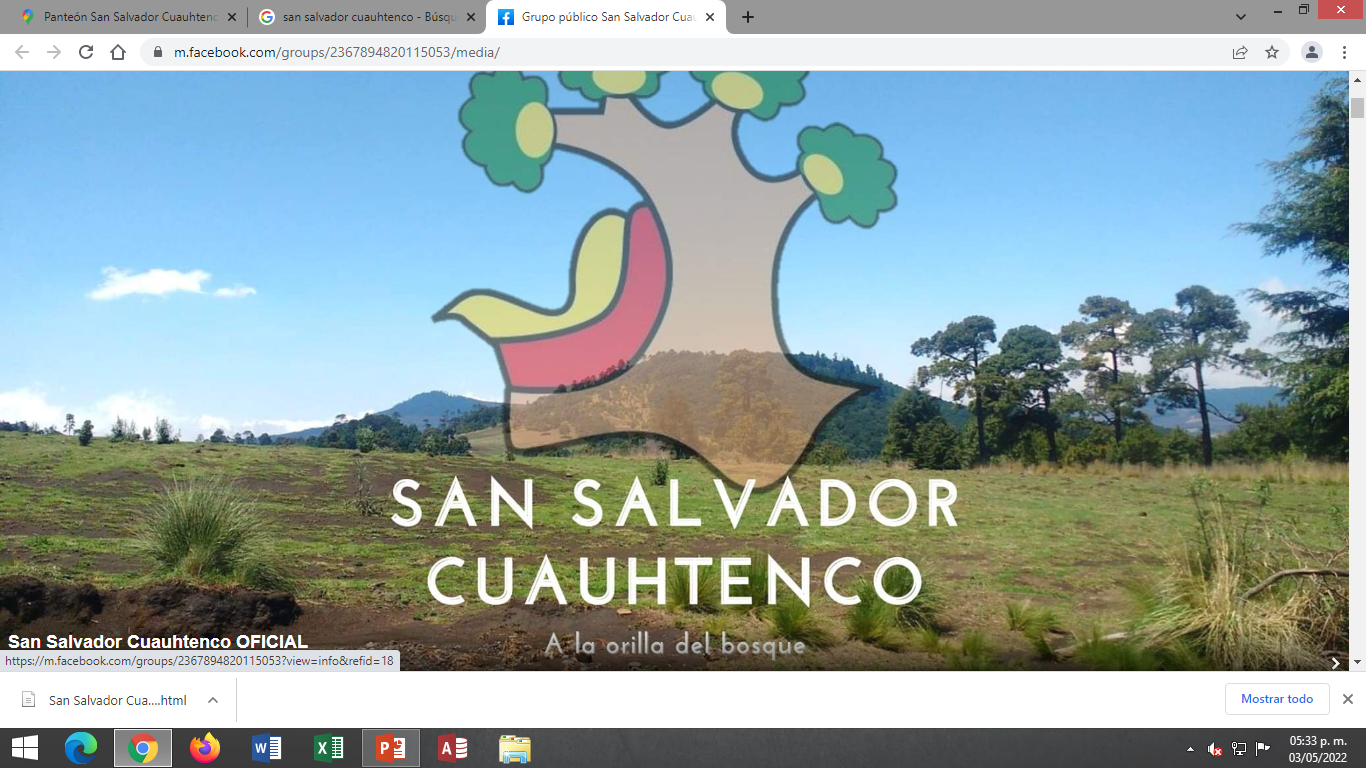 Panteón San Salvador Cuauhtenc
san salvador cuauhtenco - Búsqu
Grupo público San Salvador Cuau
m.facebook.com/groups/2367894820115053/media/
SAN SALVADOR
CUAUHTENCO
A la orilla del bosque
San Salvador Cuauhtenco OFICIAL
https://m.facebook.com/groups/2367894820115053?view=info&refid=18
San Salvador Cua....html
Mostrar todo
05:33 p. m.
03/05/2022